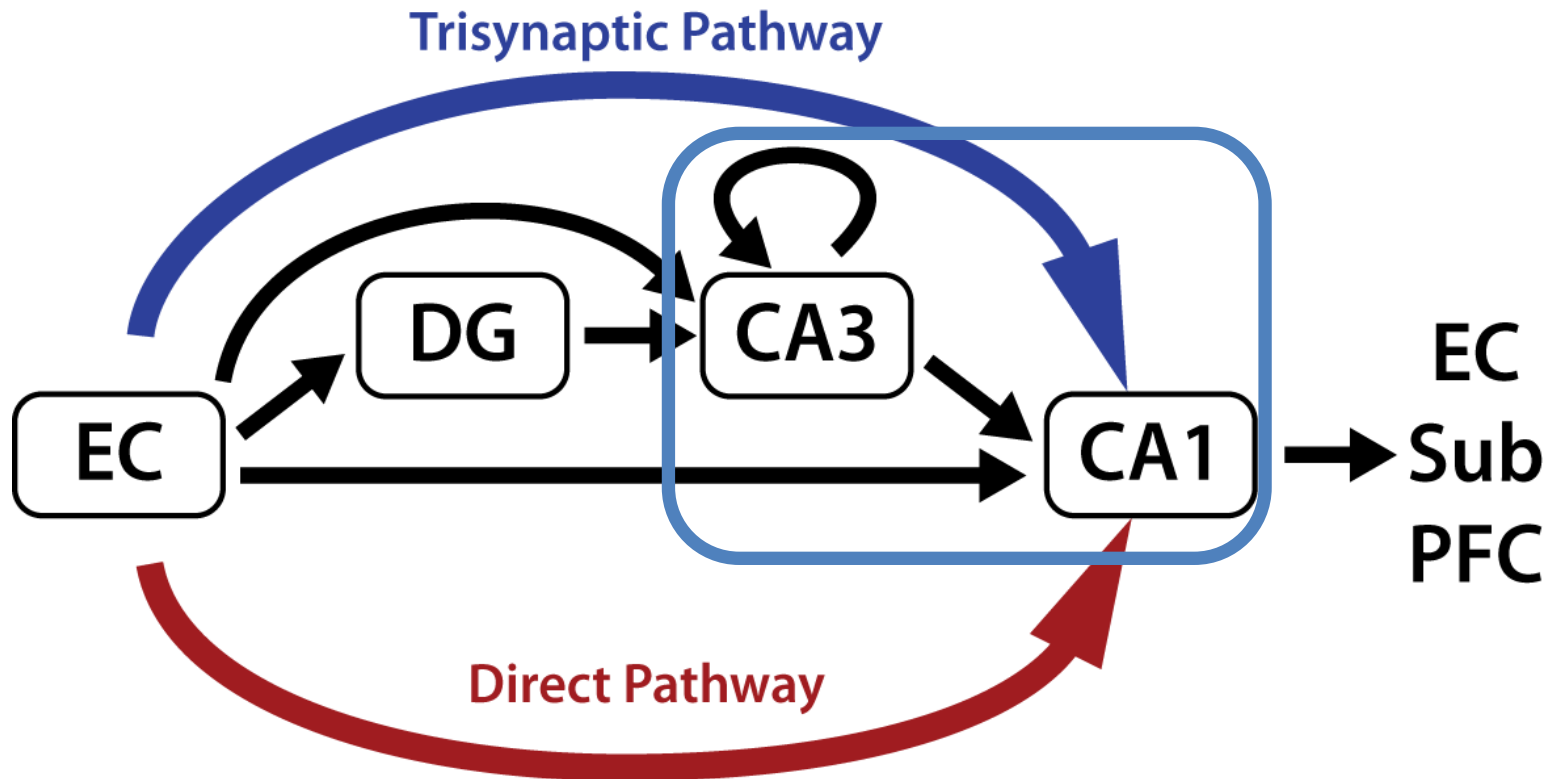 Trisynaptic Pathway
DG
CA3
EC
CA1
EC
Sub
PFC
Direct Pathway